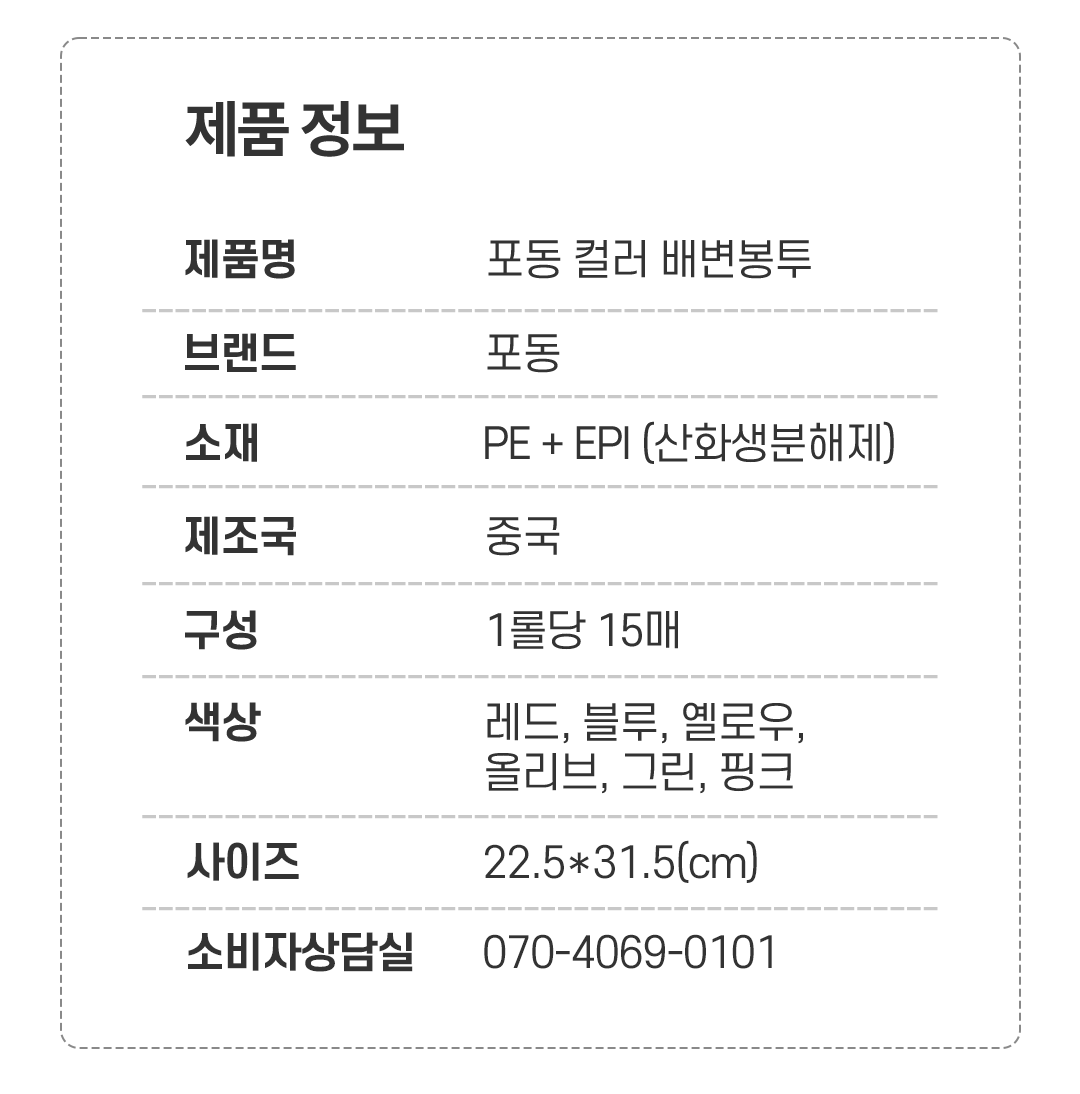 제품 정보
제품명 포동 컬러 배변봉투
브랜드 포동
소재 PE + EPI (산화생분해제)
제조국 중국
구성 1롤당 15매
색상 레드, 블루, 옐로우,
올리브, 그린, 핑크
사이즈 22.5*31.5(cm)
소비자상담실 070-4069-0101